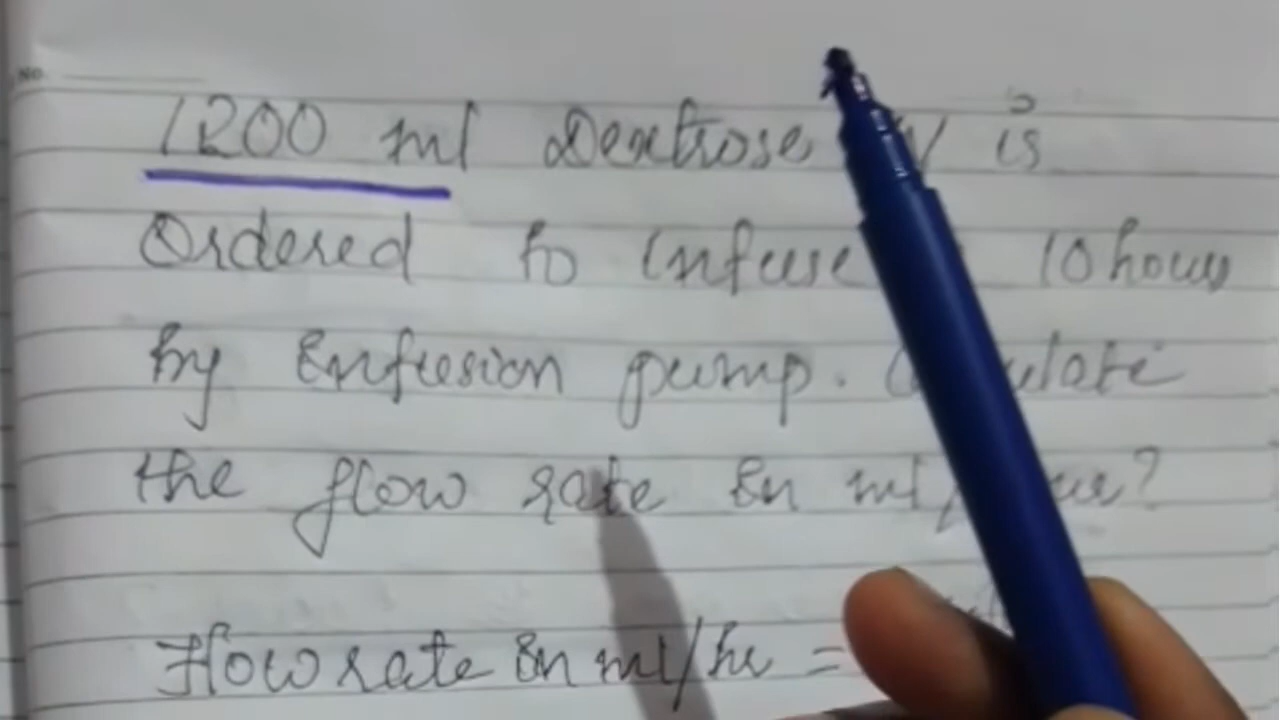 No.
1200 ml Dextrose is
Ordered to infuse 10 hours
by Infusion pump.
the flow rate in ml/
Flow rate in ml/hr =